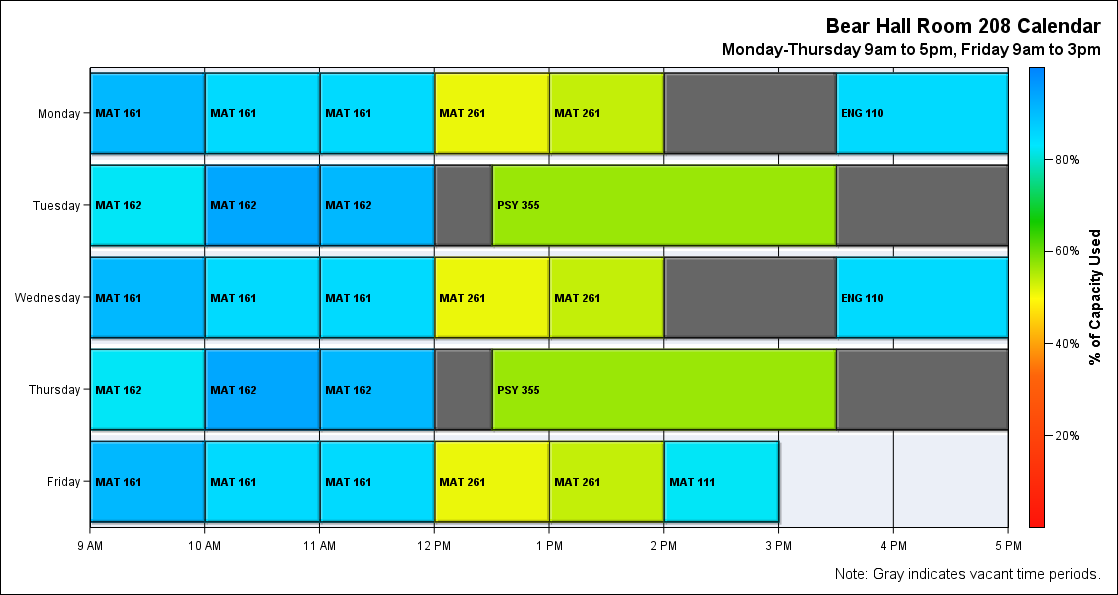 Bear Hall Room 208 Calendar
Monday-Thursday 9am to 5pm, Friday 9am to 3pm
Monday
MAT 161
MAT 161
MAT 161
MAT 261
MAT 261
ENG 110
Tuesday
MAT 162
MAT 162
MAT 162
PSY 355
Wednesday
MAT 161
MAT 161
MAT 161
MAT 261
MAT 261
ENG 110
Thursday
MAT 162
MAT 162
MAT 162
PSY 355
Friday
MAT 161
MAT 161
MAT 161
MAT 261
MAT 261
MAT 111
9 AM
10 AM
11 AM
12 PM
1 PM
2 PM
3 PM
4 PM
5 PM
80%
60%
40%
20%
% of Capacity Used
Note: Gray indicates vacant time periods.